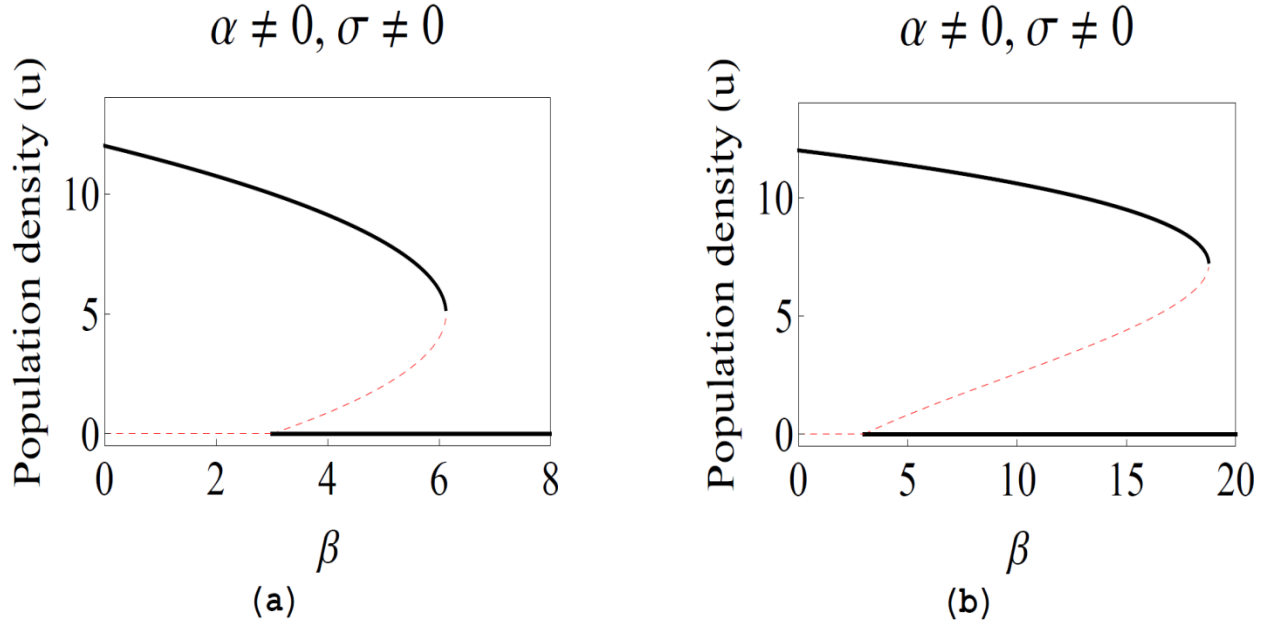 α ≠ 0, σ ≠ 0
Population density (u)
10
5
0
0 2 4 6 8
β
(a)
α ≠ 0, σ ≠ 0
Population density (u)
10
5
0
0 5 10 15 20
β
(b)